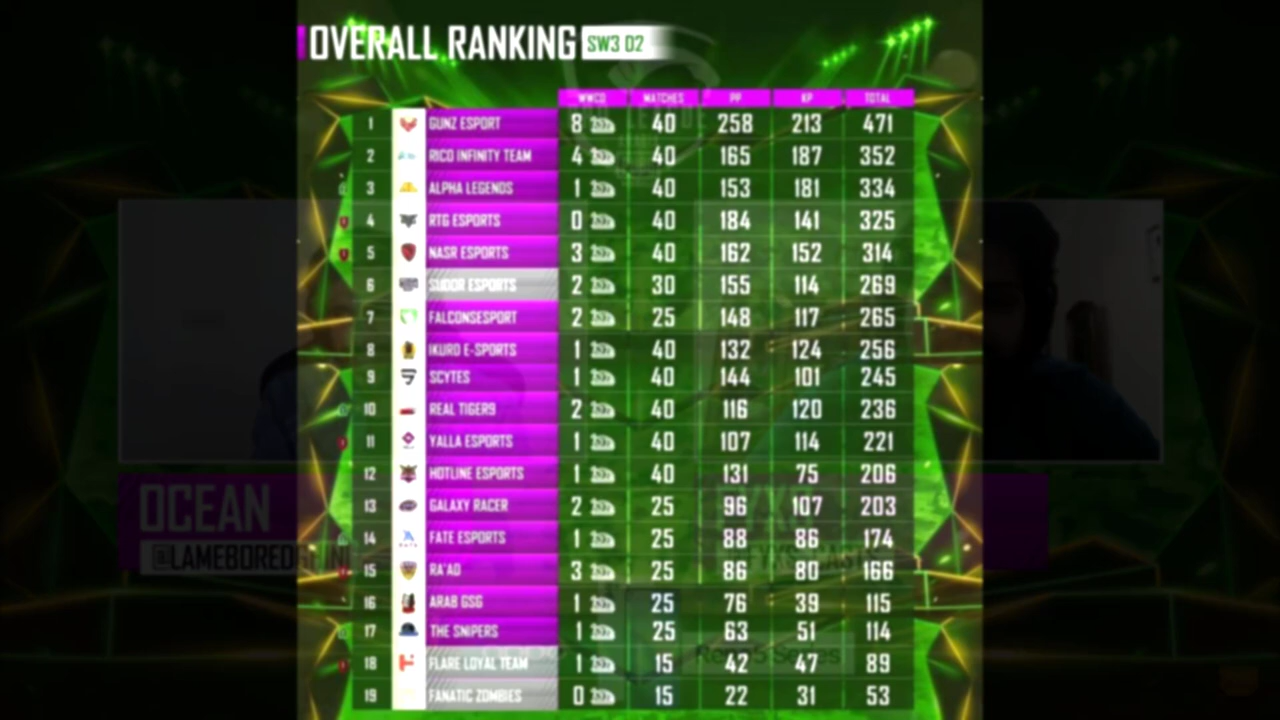 OVERALL RANKING SW3 D2
WWCD MATCHES PP KP TOTAL
1 GUNZ ESPORT 8 40 258 213 471
2 RICO INFINITY TEAM 4 40 165 187 352
3 ALPHA LEGENDS 1 40 153 181 334
4 RTG ESPORTS 0 40 184 141 325
5 NASR ESPORTS 3 40 162 152 314
6 SUDOR ESPORTS 2 30 155 114 269
7 FALCONSESPORT 2 25 148 117 265
8 IKURO E-SPORTS 1 40 132 124 256
9 SCYTES 1 40 144 101 245
10 REAL TIGER9 2 40 116 120 236
11 YALLA ESPORTS 1 40 107 114 221
12 HOTLINE ESPORTS 1 40 131 75 206
13 GALAXY RACER 2 25 96 107 203
14 FATE ESPORTS 1 25 88 86 174
15 RA'AD 3 25 86 80 166
16 ARAB GSG 1 25 76 39 115
17 THE SNIPERS 1 25 63 51 114
18 FLARE LOYAL TEAM 1 15 42 47 89
19 FANATIC ZOMBIES 0 15 22 31 53
OCEAN